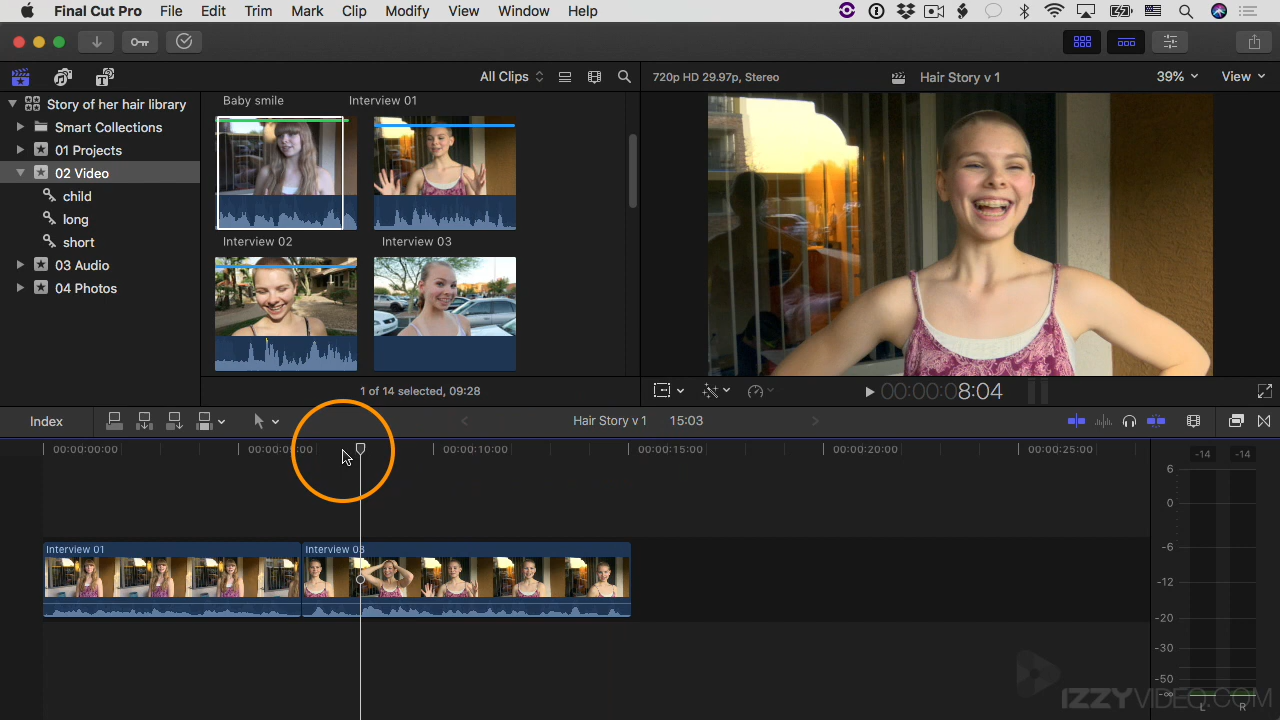 Final Cut Pro File Edit Trim Mark Clip Modify View Window Help
All Clips
720p HD 29.97p, Stereo
Hair Story v 1
39%
View
Story of her hair library
Smart Collections
01 Projects
02 Video
child
long
short
03 Audio
04 Photos
Baby smile
Interview 01
Interview 02
Interview 03
1 of 14 selected, 09:28
00:00:08:04
Index
Hair Story v 1
15:03
00:00:00:00
00:00:05:00
00:00:10:00
00:00:15:00
00:00:20:00
00:00:25:00
Interview 01
Interview 03
-14 -14
6
0
-6
-12
-20
-30
-50
-∞
L R
IZZYVIDEO.COM